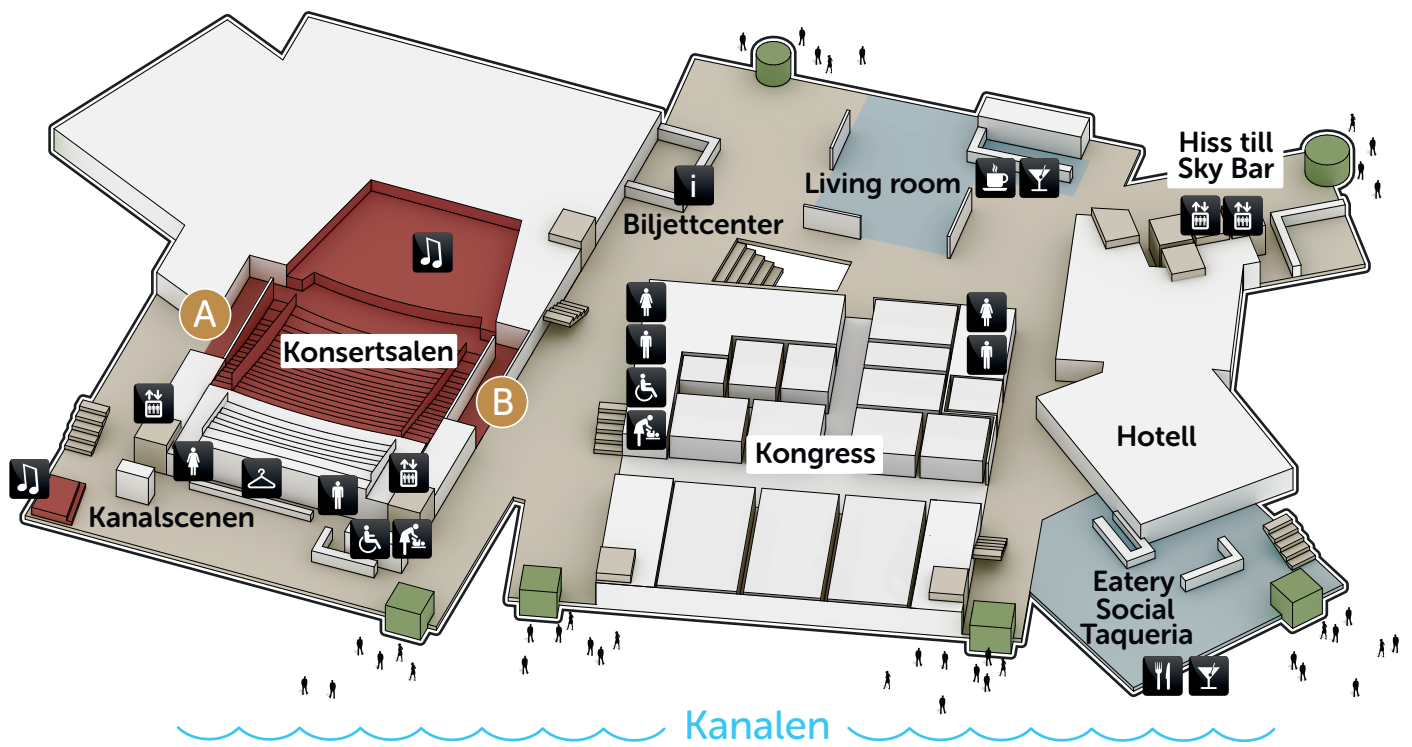 Hiss till
Sky Bar
Living room
i
Biljettcenter
A
Konsertsalen
B
Kongress
Hotell
Kanalscenen
Eatery
Social
Taqueria
Kanalen